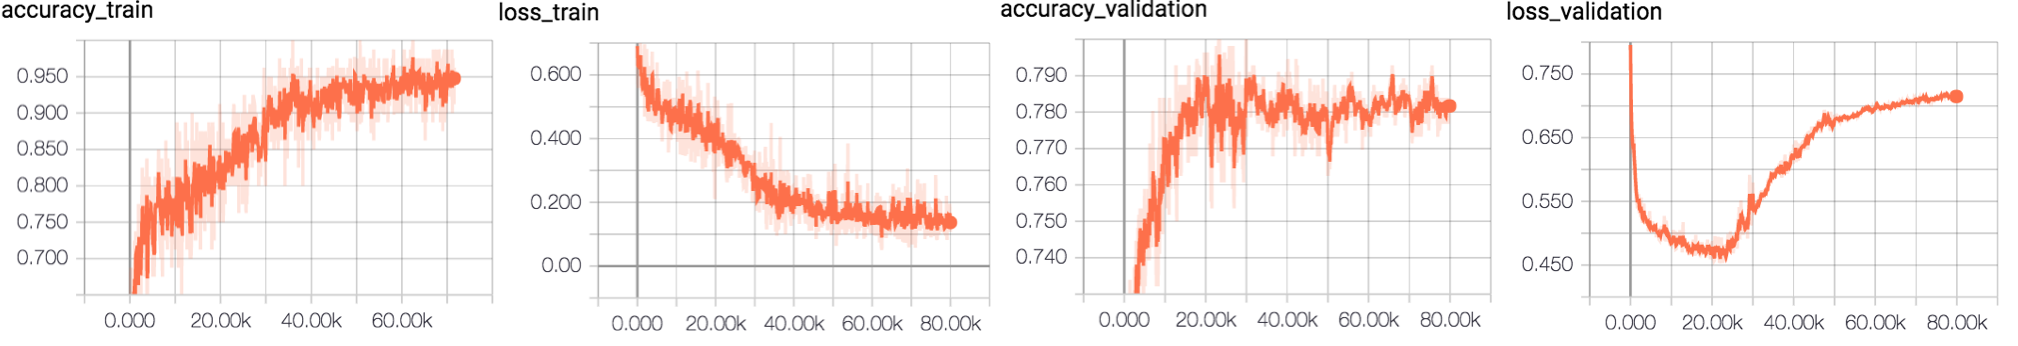 accuracy_train
0.950
0.900
0.850
0.800
0.750
0.700
0.000 20.00k 40.00k 60.00k
loss_train
0.600
0.400
0.200
0.00
0.000 20.00k 40.00k 60.00k 80.00k
accuracy_validation
0.790
0.780
0.770
0.760
0.750
0.740
0.000 20.00k 40.00k 60.00k 80.00k
loss_validation
0.750
0.650
0.550
0.450
0.000 20.00k 40.00k 60.00k 80.00k